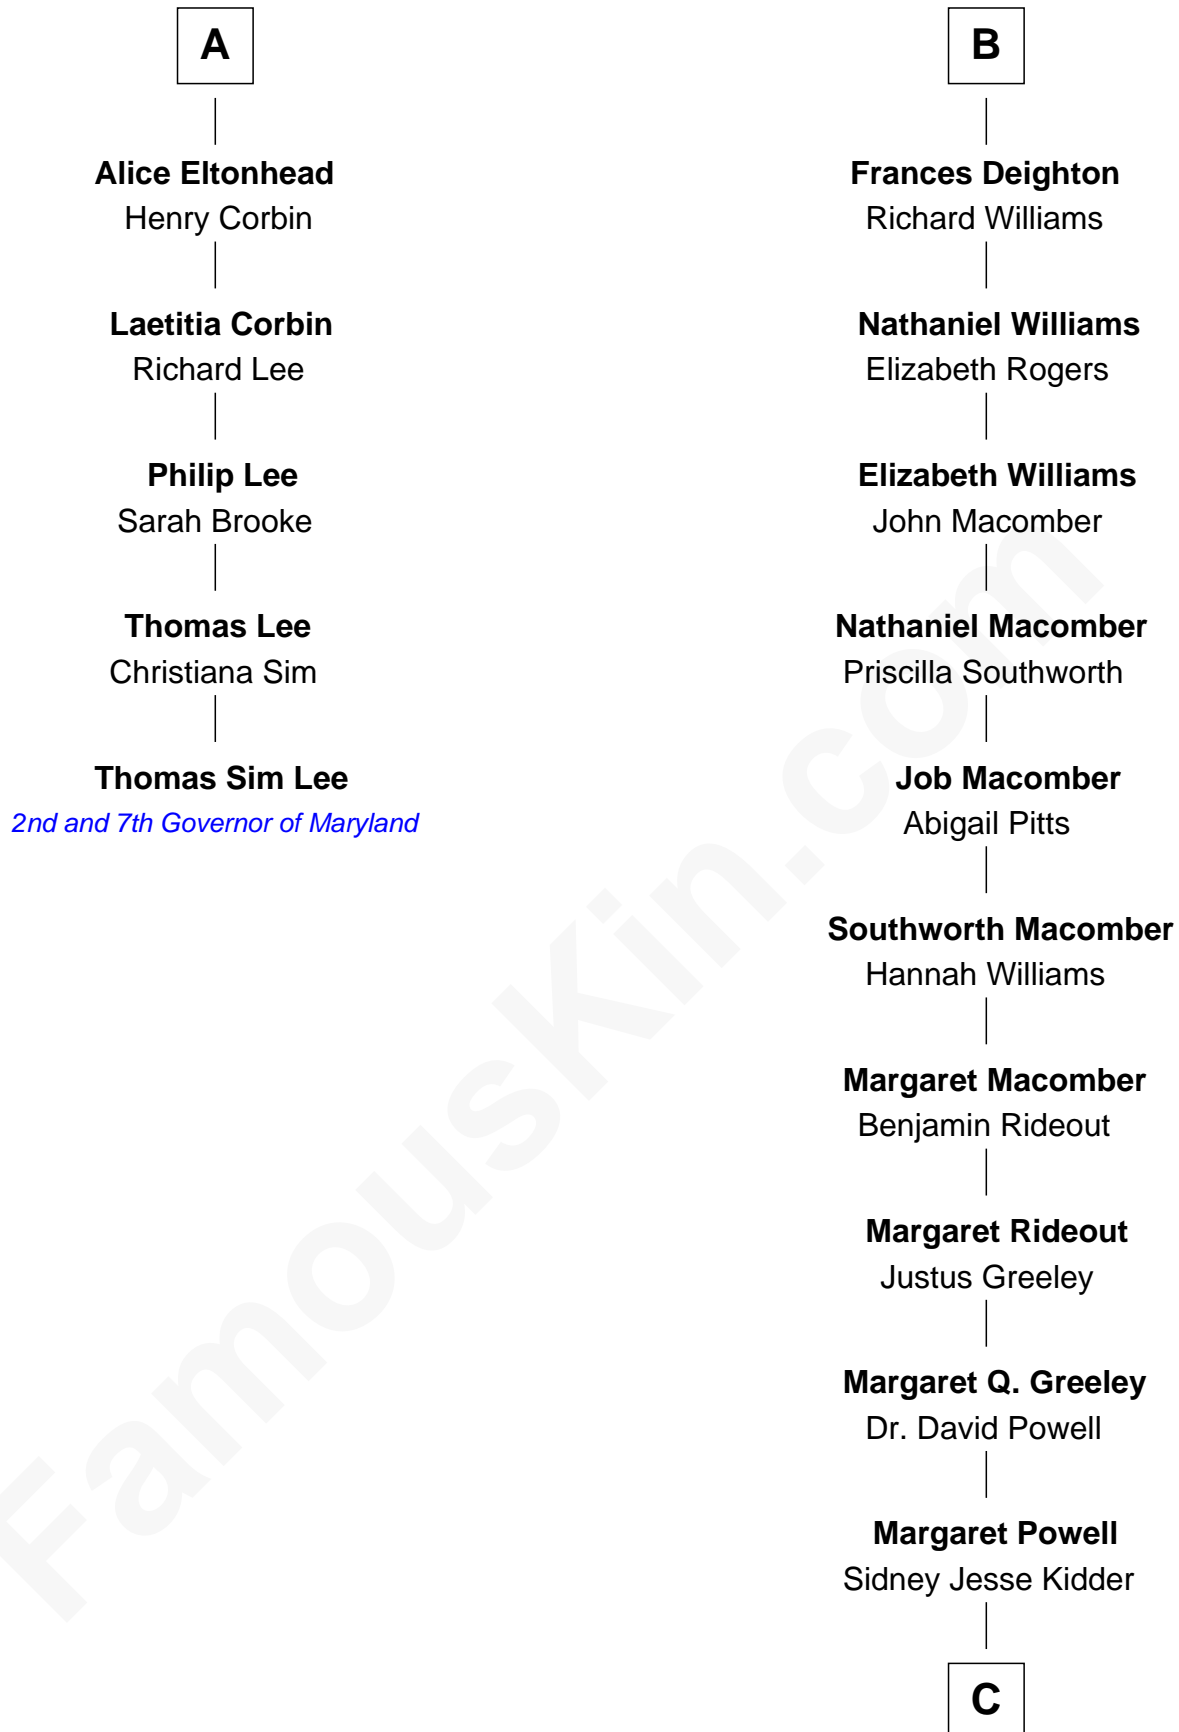 A
Alice Eltonhead
Henry Corbin
Laetitia Corbin
Richard Lee
Philip Lee
Sarah Brooke
Thomas Lee
Christiana Sim
Thomas Sim Lee
2nd and 7th Governor of Maryland
B
Frances Deighton
Richard Williams
Nathaniel Williams
Elizabeth Rogers
Elizabeth Williams
John Macomber
Nathaniel Macomber
Priscilla Southworth
Job Macomber
Abigail Pitts
Southworth Macomber
Hannah Williams
Margaret Macomber
Benjamin Rideout
Margaret Rideout
Justus Greeley
Margaret Q. Greeley
Dr. David Powell
Margaret Powell
Sidney Jesse Kidder
C
FamousKin.com